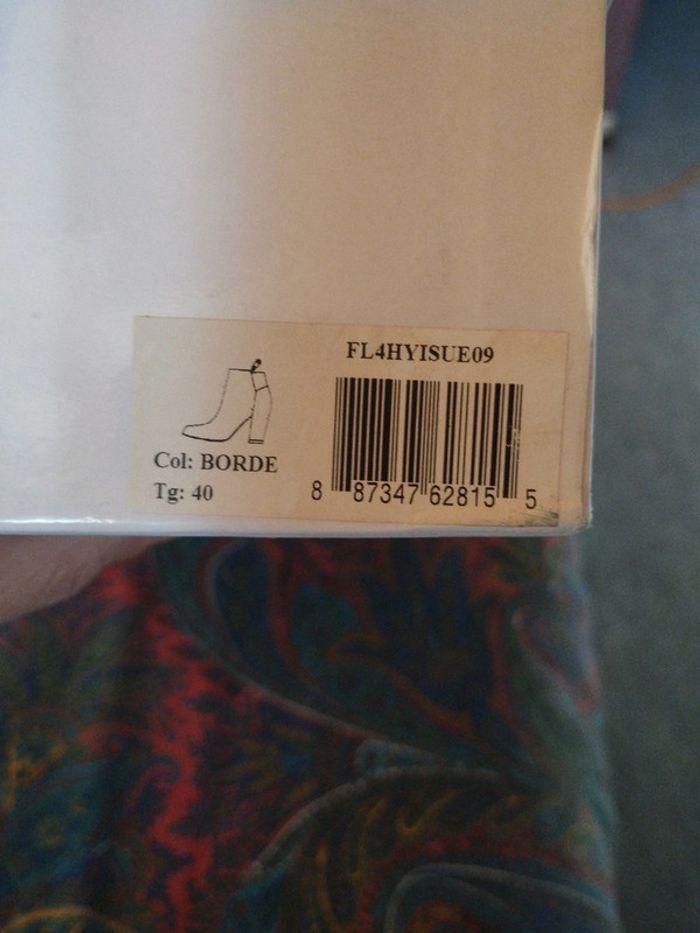 FL4HYISUE09
Col: BORDE
Tg: 40
8 87347 62815 5